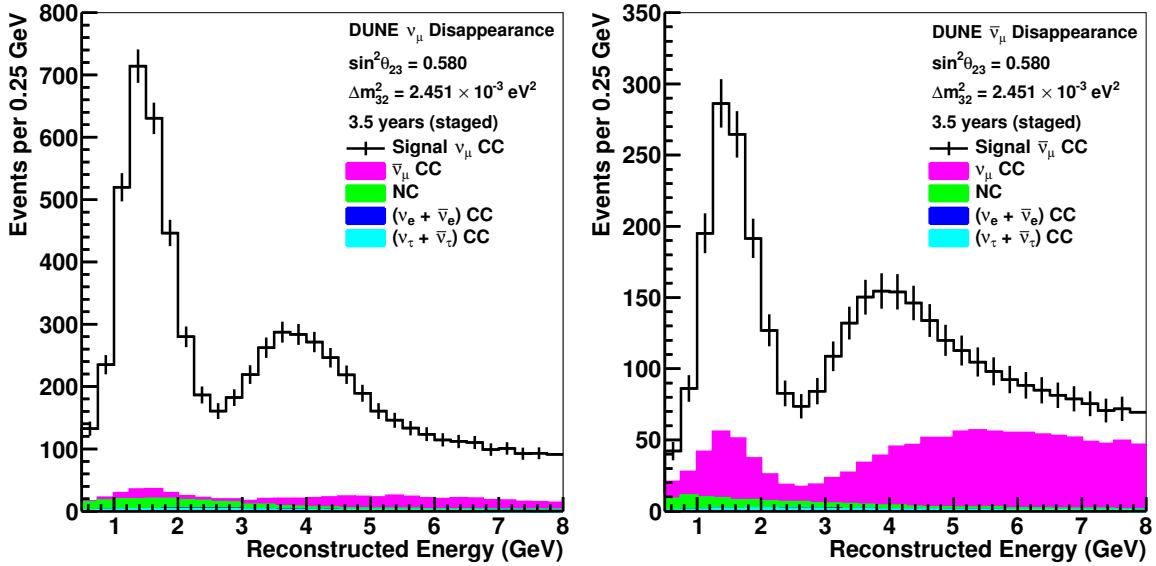 DUNE νμ Disappearance
sin²θ₂₃ = 0.580
Δm²₃₂ = 2.451 × 10⁻³ eV²
3.5 years (staged)
Signal νμ CC
ν̄μ CC
NC
(νe + ν̄e) CC
(ντ + ν̄τ) CC
Events per 0.25 GeV
800
700
600
500
400
300
200
100
0
1 2 3 4 5 6 7 8
Reconstructed Energy (GeV)
DUNE ν̄μ Disappearance
sin²θ₂₃ = 0.580
Δm²₃₂ = 2.451 × 10⁻³ eV²
3.5 years (staged)
Signal ν̄μ CC
νμ CC
NC
(νe + ν̄e) CC
(ντ + ν̄τ) CC
Events per 0.25 GeV
350
300
250
200
150
100
50
0
1 2 3 4 5 6 7 8
Reconstructed Energy (GeV)